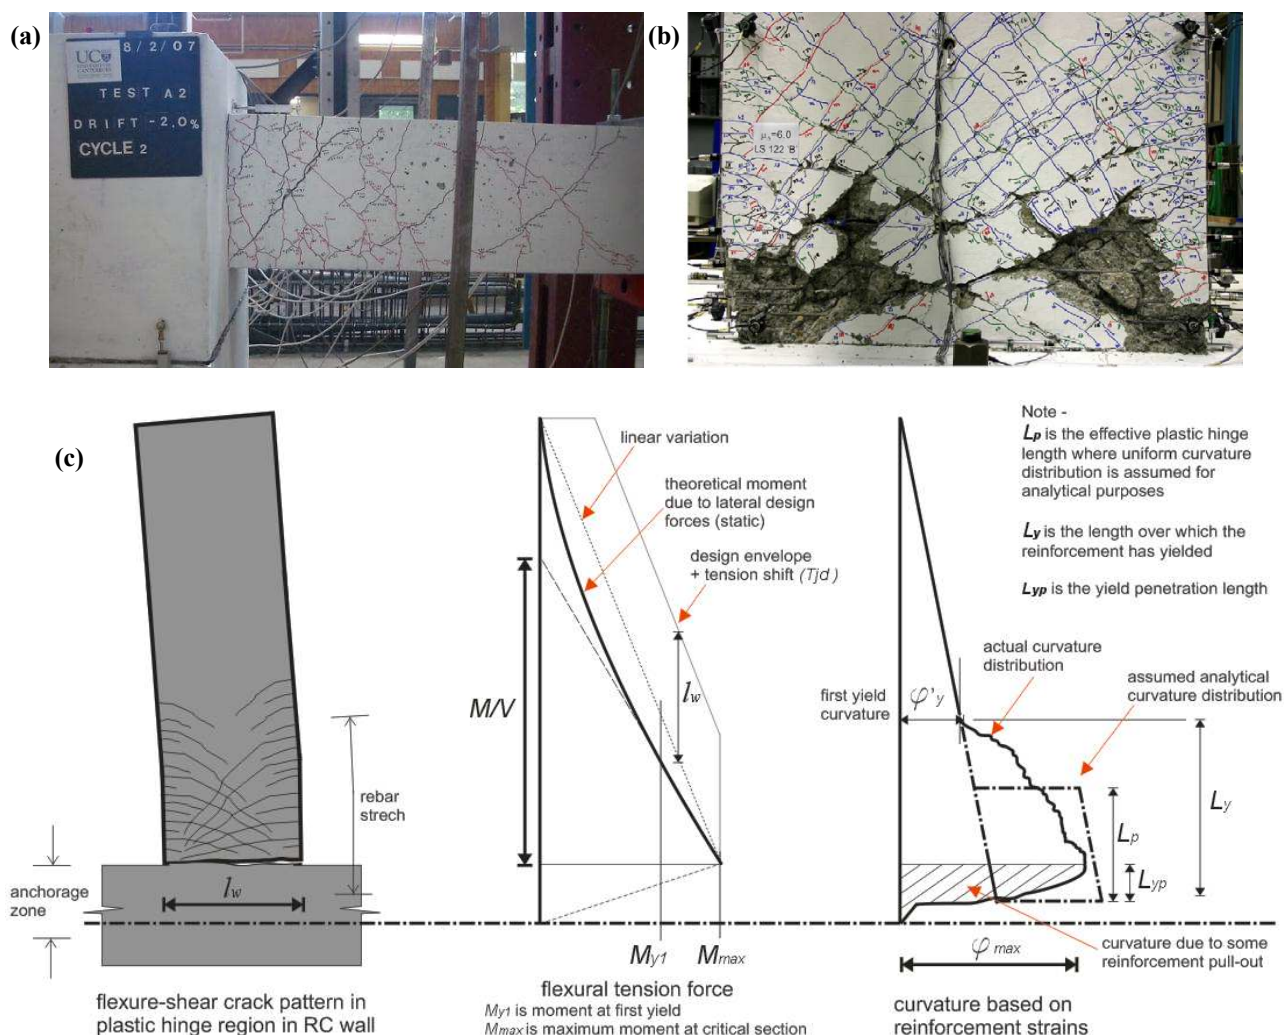 (a)
8/2/07
UC
UNIVERSITY OF
CANTERBURY
TEST A2
DRIFT -2.0%
CYCLE 2
(b)
μΔ=6.0
LS 122 'B'
(c)
linear variation
theoretical moment
due to lateral design
forces (static)
design envelope
+ tension shift (Tjd )
M/V
lw
My1
Mmax
flexural tension force
My1 is moment at first yield
Mmax is maximum moment at critical section
rebar
strech
anchorage
zone
lw
flexure-shear crack pattern in
plastic hinge region in RC wall
Note -
Lp is the effective plastic hinge
length where uniform curvature
distribution is assumed for
analytical purposes
Ly is the length over which the
reinforcement has yielded
Lyp is the yield penetration length
actual curvature
distribution
assumed analytical
curvature distribution
first yield
curvature
φ'y
Ly
Lp
Lyp
φmax
curvature due to some
reinforcement pull-out
curvature based on
reinforcement strains